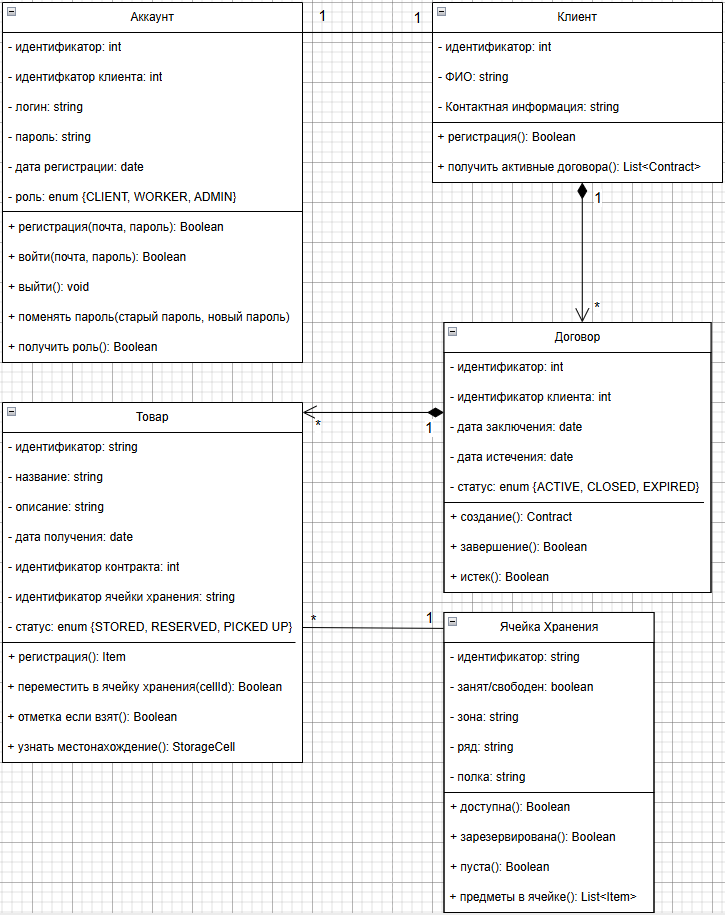 Аккаунт
- идентификатор: int
- идентифкатор клиента: int
- логин: string
- пароль: string
- дата регистрации: date
- роль: enum {CLIENT, WORKER, ADMIN}
+ регистрация(почта, пароль): Boolean
+ войти(почта, пароль): Boolean
+ выйти(): void
+ поменять пароль(старый пароль, новый пароль)
+ получить роль(): Boolean
1
1
Клиент
- идентификатор: int
- ФИО: string
- Контактная информация: string
+ регистрация(): Boolean
+ получить активные договора(): List<Contract>
1
*
Договор
- идентификатор: int
- идентификатор клиента: int
- дата заключения: date
- дата истечения: date
- статус: enum {ACTIVE, CLOSED, EXPIRED}
+ создание(): Contract
+ завершение(): Boolean
+ истек(): Boolean
*
1
Товар
- идентификатор: string
- название: string
- описание: string
- дата получения: date
- идентификатор контракта: int
- идентификатор ячейки хранения: string
- статус: enum {STORED, RESERVED, PICKED UP}
+ регистрация(): Item
+ переместить в ячейку хранения(cellId): Boolean
+ отметка если взят(): Boolean
+ узнать местонахождение(): StorageCell
*
1
Ячейка Хранения
- идентификатор: string
- занят/свободен: boolean
- зона: string
- ряд: string
- полка: string
+ доступна(): Boolean
+ зарезервирована(): Boolean
+ пуста(): Boolean
+ предметы в ячейке(): List<Item>